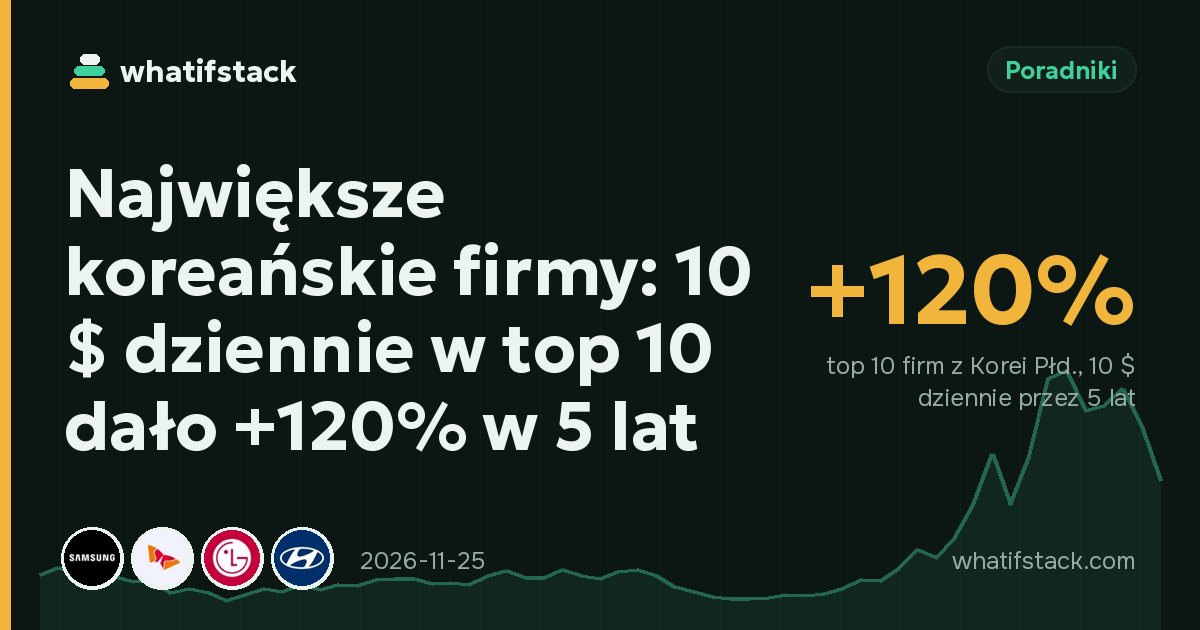 whatifstack
Poradniki
Największe
koreańskie firmy: 10
$ dziennie w top 10
dało +120% w 5 lat
+120%
top 10 firm z Korei Płd., 10 $
dziennie przez 5 lat
SAMSUNG
LG
2026-11-25
whatifstack.com